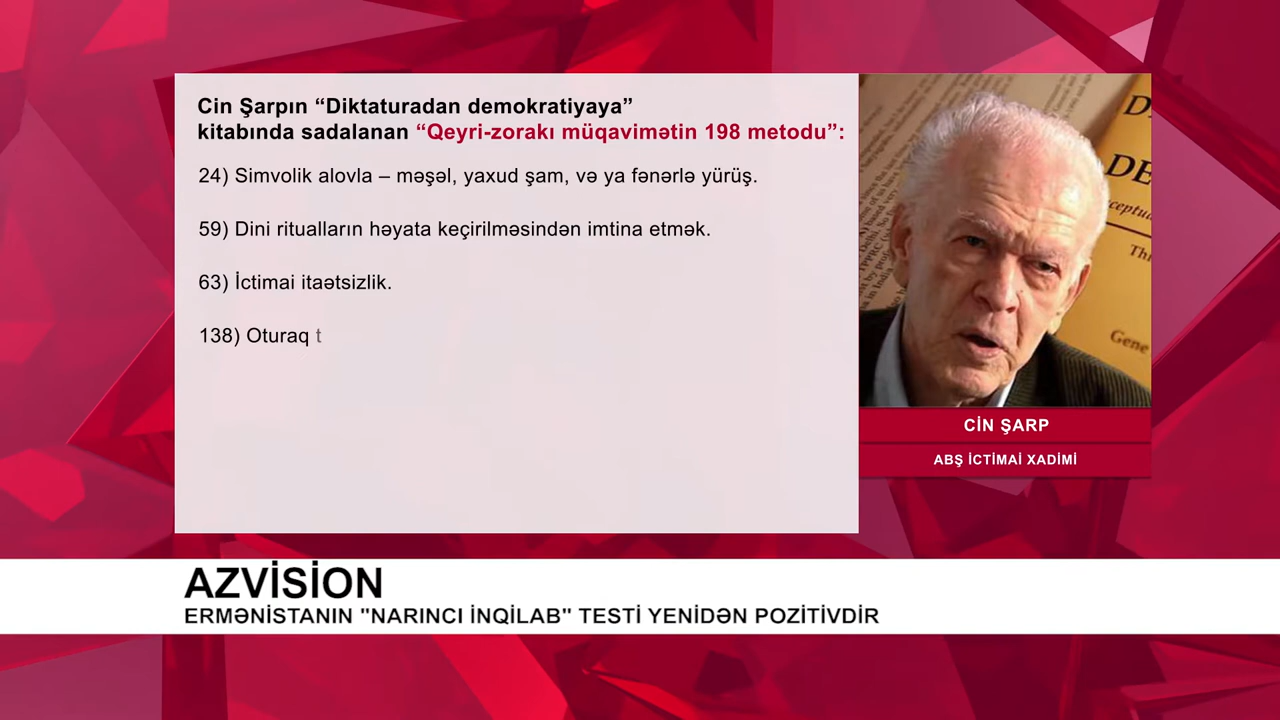 Cin Şarpın “Diktaturadan demokratiyaya”
kitabında sadalanan “Qeyri-zorakı müqavimətin 198 metodu”:
24) Simvolik alovla – məşəl, yaxud şam, və ya fənərlə yürüş.
59) Dini ritualların həyata keçirilməsindən imtina etmək.
63) İctimai itaətsizlik.
138) Oturaq t
CİN ŞARP
ABŞ İCTİMAİ XADİMİ
AZVİSİON
ERMƏNİSTANIN "NARINCI İNQİLAB" TESTİ YENİDƏN POZİTİVDİR